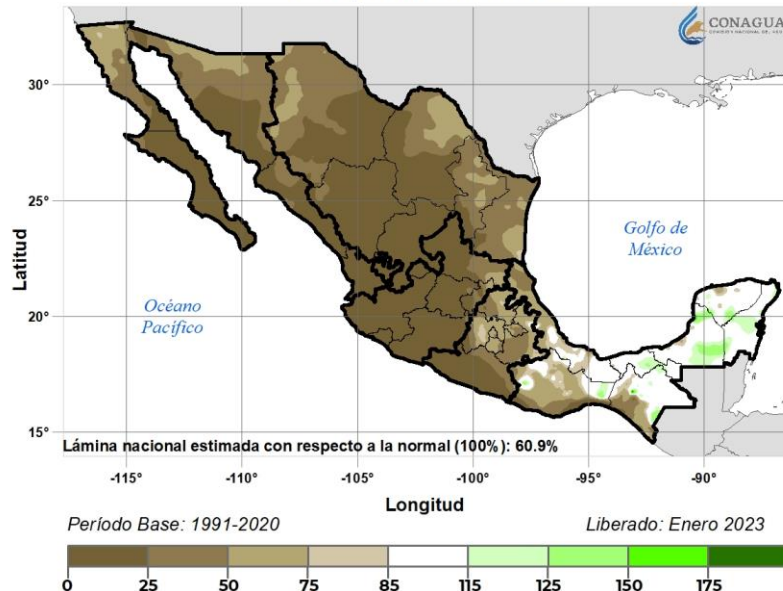 CONAGUA
30°
25°
20°
15°
Latitud
Golfo de
México
Océano
Pacífico
Lámina nacional estimada con respecto a la normal (100%): 60.9%
-115° -110° -105° -100° -95° -90°
Longitud
Período Base: 1991-2020 Liberado: Enero 2023
0 25 50 75 85 115 125 150 175